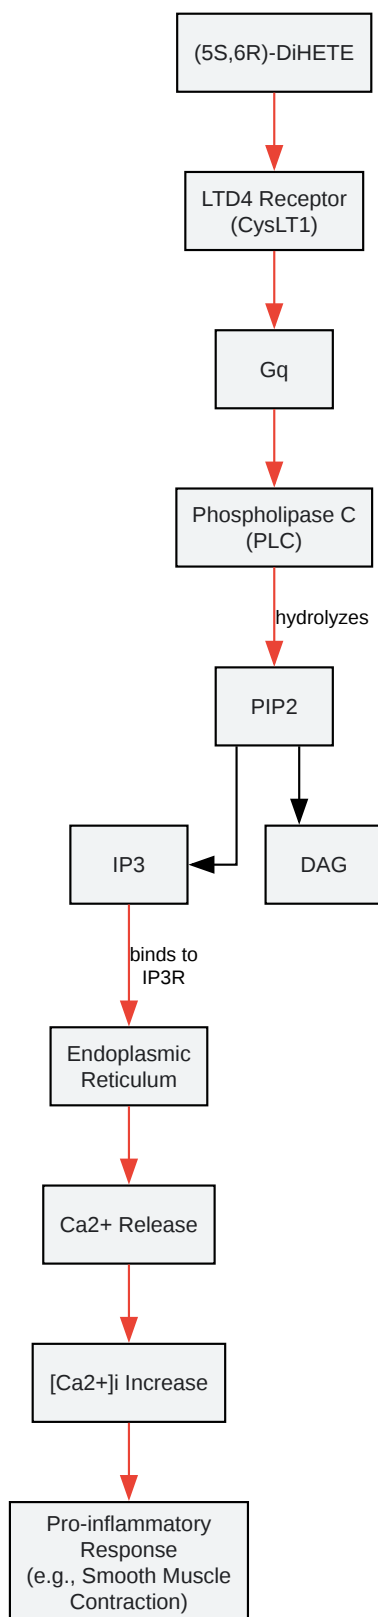 (5S,6R)-DiHETE
LTD4 Receptor
(CysLT1)
Gq
Phospholipase C
(PLC)
hydrolyzes
PIP2
IP3
DAG
binds to
IP3R
Endoplasmic
Reticulum
Ca2+ Release
[Ca2+]i Increase
Pro-inflammatory
Response
(e.g., Smooth Muscle
Contraction)